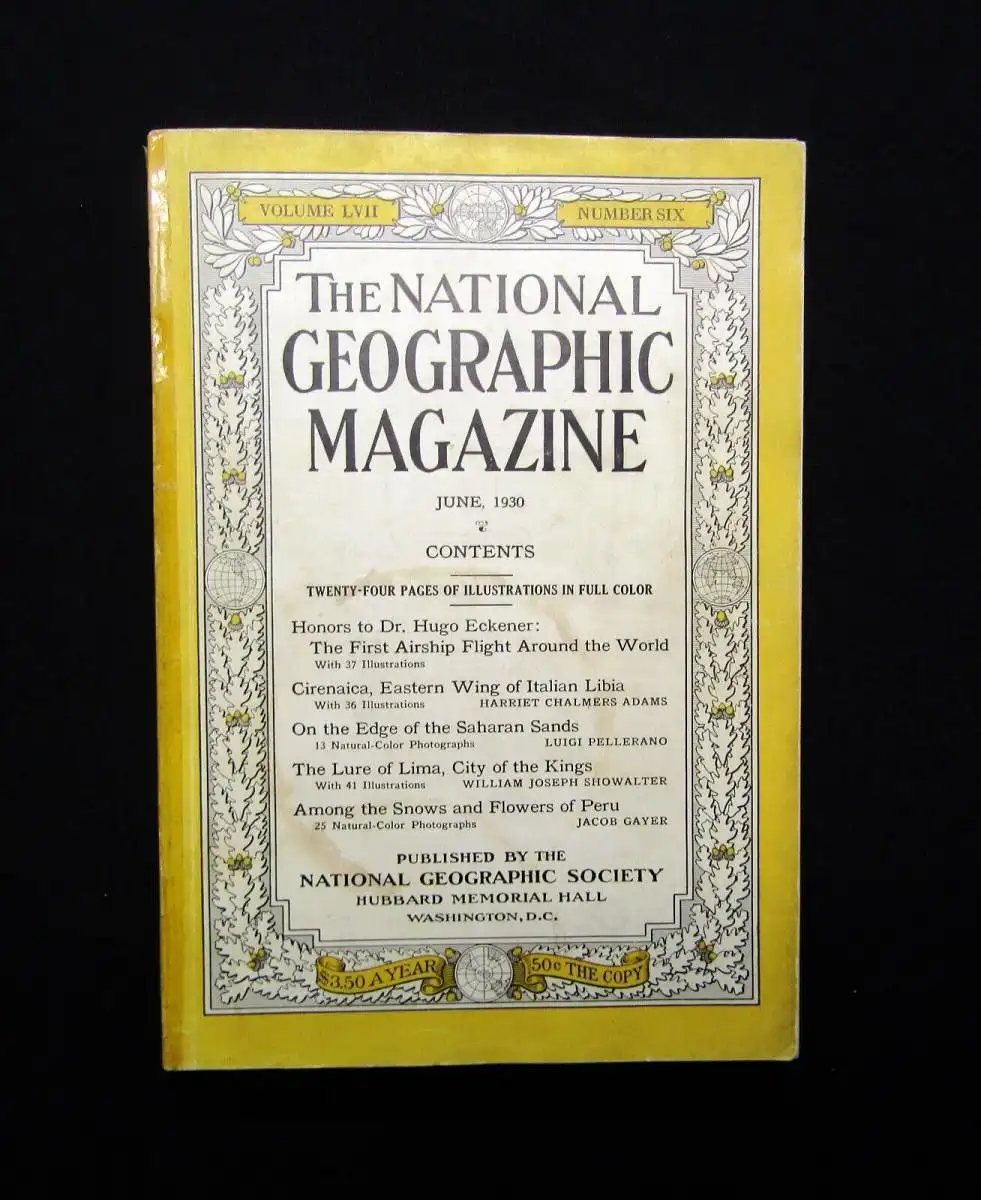 VOLUME LVII
NUMBER SIX
THE NATIONAL
GEOGRAPHIC
MAGAZINE
JUNE, 1930
CONTENTS
TWENTY-FOUR PAGES OF ILLUSTRATIONS IN FULL COLOR
Honors to Dr. Hugo Eckener:
The First Airship Flight Around the World
With 37 Illustrations
Cirenaica, Eastern Wing of Italian Libia
With 36 Illustrations HARRIET CHALMERS ADAMS
On the Edge of the Saharan Sands
13 Natural-Color Photographs LUIGI PELLERANO
The Lure of Lima, City of the Kings
With 41 Illustrations WILLIAM JOSEPH SHOWALTER
Among the Snows and Flowers of Peru
25 Natural-Color Photographs JACOB GAYER
PUBLISHED BY THE
NATIONAL GEOGRAPHIC SOCIETY
HUBBARD MEMORIAL HALL
WASHINGTON, D.C.
$3.50 A YEAR
50¢ THE COPY